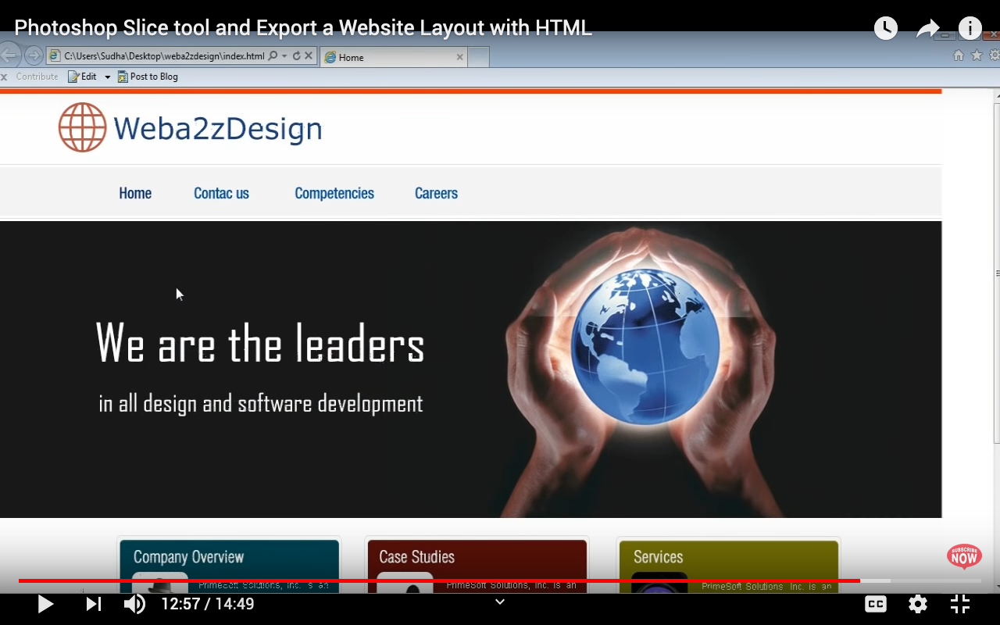 Photoshop Slice tool and Export a Website Layout with HTML
C:\Users\Sudha\Desktop\weba2zdesign\index.html
Home
x Contribute Edit Post to Blog
Weba2zDesign
Home Contac us Competencies Careers
We are the leaders
in all design and software development
Company Overview Case Studies Services
PrimeSoft Solutions, Inc. is an PrimeSoft Solutions, Inc. is an PrimeSoft Solutions, Inc. is an
SUBSCRIBE
NOW
12:57 / 14:49
CC